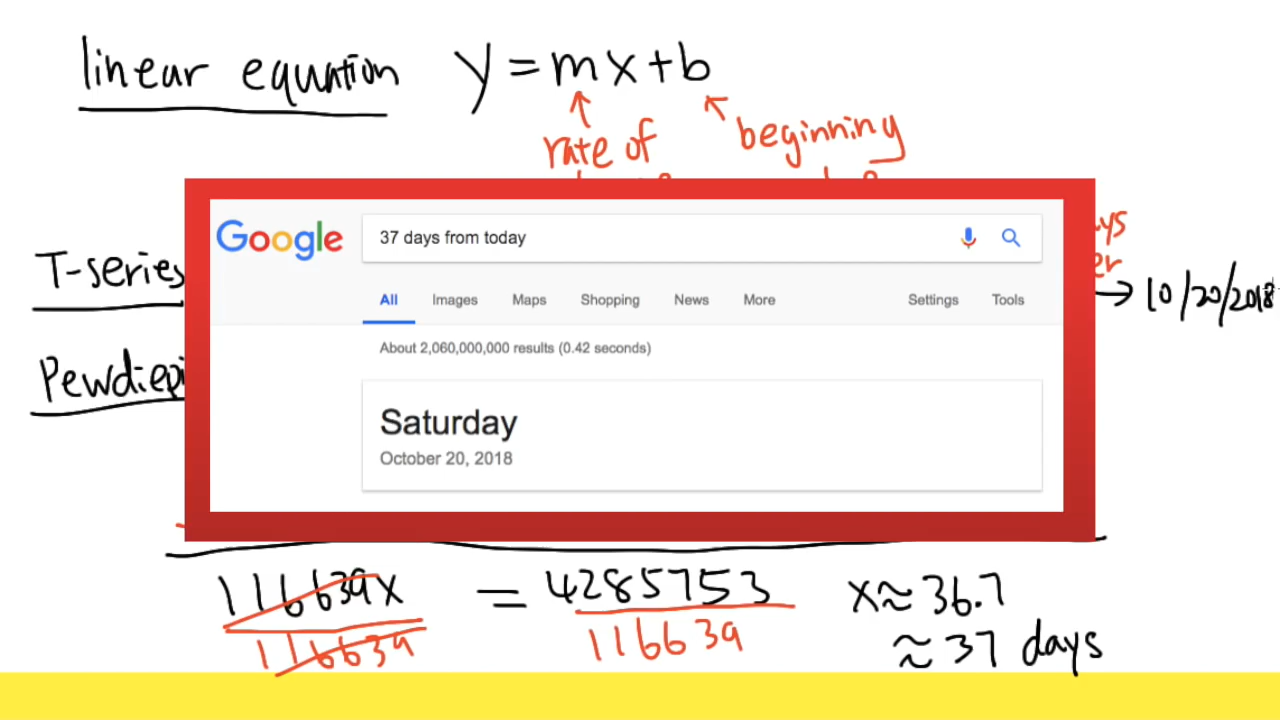 linear equation y = mx+b
rate of
beginning
T-series
Pewdiepi
Google
37 days from today
All Images Maps Shopping News More Settings Tools
About 2,060,000,000 results (0.42 seconds)
Saturday
October 20, 2018
→ 10/20/2018
116639x = 4285753 x ≈ 36.7
116639 116639 ≈ 37 days